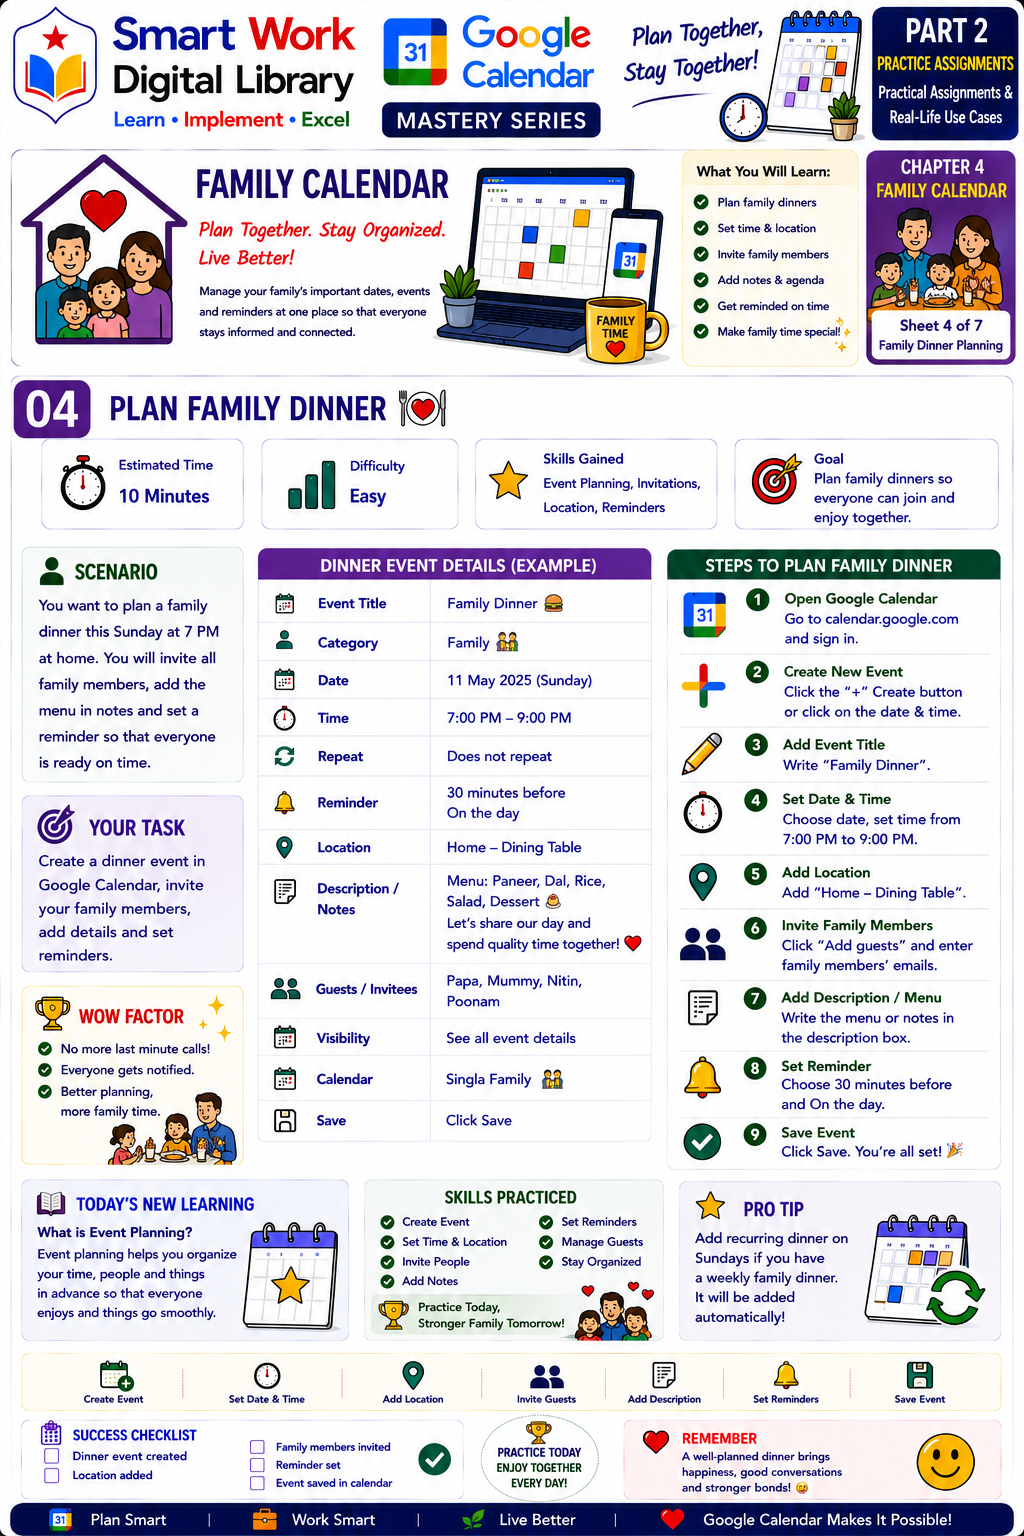 Smart Work
Digital Library
Learn • Implement • Excel
31
Google
Calendar
MASTERY SERIES
Plan Together,
Stay Together!
PART 2
PRACTICE ASSIGNMENTS
Practical Assignments &
Real-Life Use Cases
FAMILY CALENDAR
Plan Together. Stay Organized.
Live Better!
Manage your family's important dates, events
and reminders at one place so that everyone
stays informed and connected.
31
FAMILY
TIME
What You Will Learn:
Plan family dinners
Set time & location
Invite family members
Add notes & agenda
Get reminded on time
Make family time special!
CHAPTER 4
FAMILY CALENDAR
Sheet 4 of 7
Family Dinner Planning
04
PLAN FAMILY DINNER
Estimated Time
10 Minutes
Difficulty
Easy
Skills Gained
Event Planning, Invitations,
Location, Reminders
Goal
Plan family dinners so
everyone can join and
enjoy together.
SCENARIO
You want to plan a family
dinner this Sunday at 7 PM
at home. You will invite all
family members, add the
menu in notes and set a
reminder so that everyone
is ready on time.
YOUR TASK
Create a dinner event in
Google Calendar, invite
your family members,
add details and set
reminders.
WOW FACTOR
No more last minute calls!
Everyone gets notified.
Better planning,
more family time.
DINNER EVENT DETAILS (EXAMPLE)
Event Title Family Dinner 🍔
Category Family
Date 11 May 2025 (Sunday)
Time 7:00 PM – 9:00 PM
Repeat Does not repeat
Reminder 30 minutes before
On the day
Location Home – Dining Table
Description / Notes Menu: Paneer, Dal, Rice,
Salad, Dessert 🍮
Let's share our day and
spend quality time together! ❤️
Guests / Invitees Papa, Mummy, Nitin,
Poonam
Visibility See all event details
Calendar Singla Family
Save Click Save
STEPS TO PLAN FAMILY DINNER
31
1 Open Google Calendar
Go to calendar.google.com
and sign in.
2 Create New Event
Click the “+” Create button
or click on the date & time.
3 Add Event Title
Write “Family Dinner”.
4 Set Date & Time
Choose date, set time from
7:00 PM to 9:00 PM.
5 Add Location
Add “Home – Dining Table”.
6 Invite Family Members
Click “Add guests” and enter
family members' emails.
7 Add Description / Menu
Write the menu or notes in
the description box.
8 Set Reminder
Choose 30 minutes before
and On the day.
9 Save Event
Click Save. You're all set! 🎉
TODAY'S NEW LEARNING
What is Event Planning?
Event planning helps you organize
your time, people and things
in advance so that everyone
enjoys and things go smoothly.
SKILLS PRACTICED
Create Event
Set Time & Location
Invite People
Add Notes
Set Reminders
Manage Guests
Stay Organized
Practice Today,
Stronger Family Tomorrow!
PRO TIP
Add recurring dinner on
Sundays if you have
a weekly family dinner.
It will be added
automatically!
Create Event
Set Date & Time
Add Location
Invite Guests
Add Description
Set Reminders
Save Event
SUCCESS CHECKLIST
Dinner event created
Location added
Family members invited
Reminder set
Event saved in calendar
PRACTICE TODAY
ENJOY TOGETHER
EVERY DAY!
REMEMBER
A well-planned dinner brings
happiness, good conversations
and stronger bonds! 😊
31 Plan Smart | Work Smart | Live Better | Google Calendar Makes It Possible!